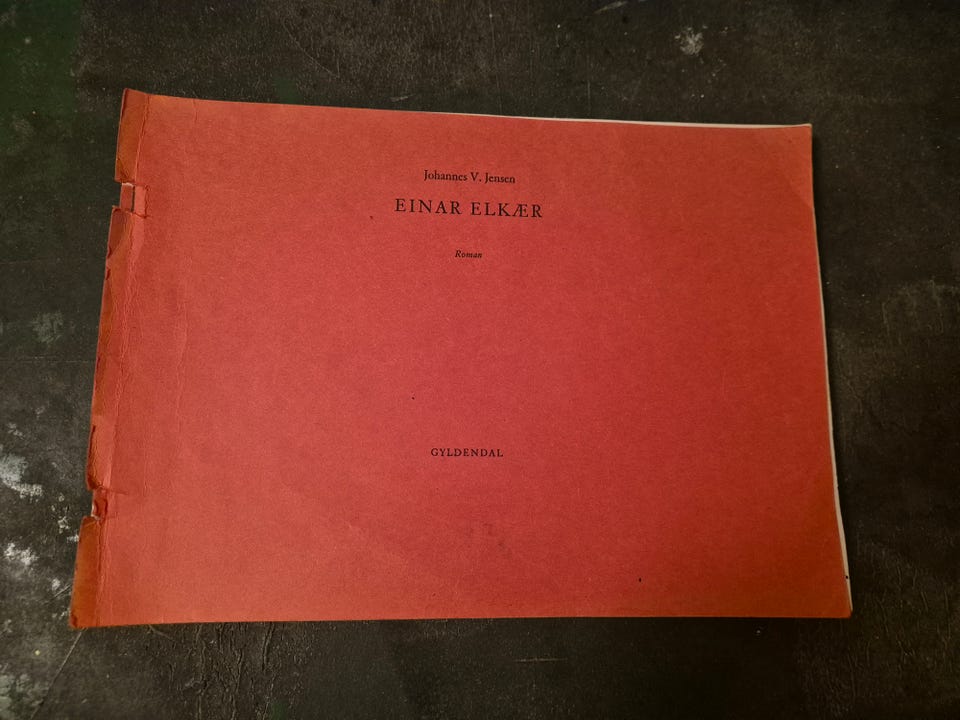 Johannes V. Jensen
EINAR ELKÆR
Roman
GYLDENDAL